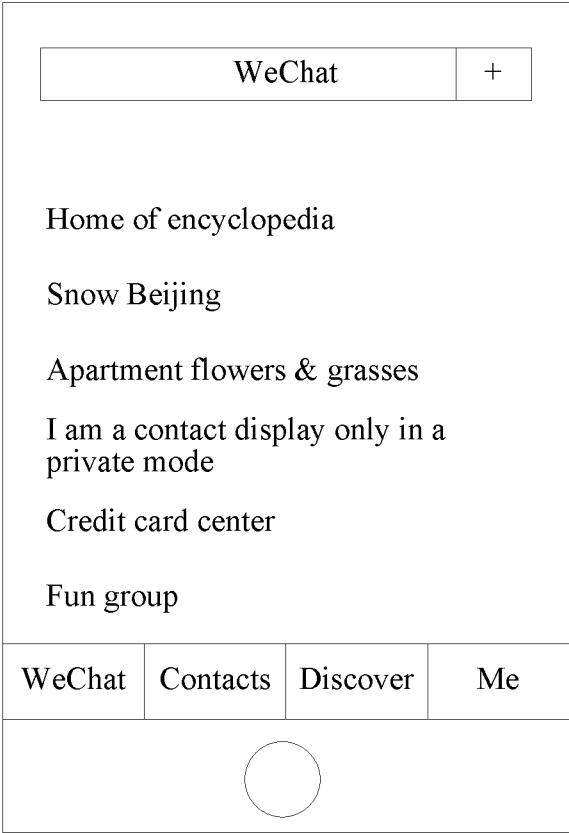 WeChat +
Home of encyclopedia
Snow Beijing
Apartment flowers & grasses
I am a contact display only in a
private mode
Credit card center
Fun group
WeChat Contacts Discover Me